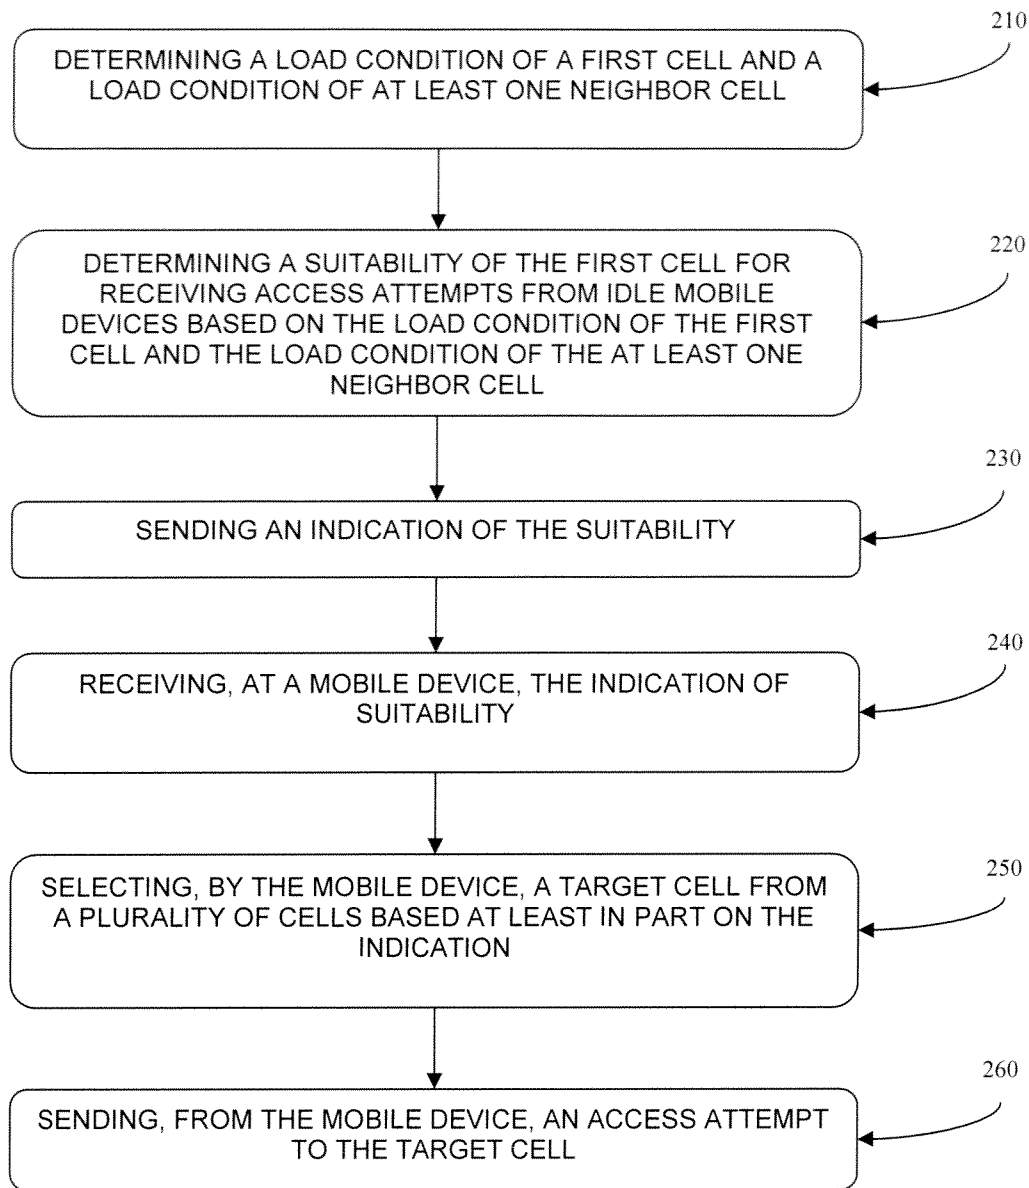 210
DETERMINING A LOAD CONDITION OF A FIRST CELL AND A
LOAD CONDITION OF AT LEAST ONE NEIGHBOR CELL
220
DETERMINING A SUITABILITY OF THE FIRST CELL FOR
RECEIVING ACCESS ATTEMPTS FROM IDLE MOBILE
DEVICES BASED ON THE LOAD CONDITION OF THE FIRST
CELL AND THE LOAD CONDITION OF THE AT LEAST ONE
NEIGHBOR CELL
230
SENDING AN INDICATION OF THE SUITABILITY
240
RECEIVING, AT A MOBILE DEVICE, THE INDICATION OF
SUITABILITY
250
SELECTING, BY THE MOBILE DEVICE, A TARGET CELL FROM
A PLURALITY OF CELLS BASED AT LEAST IN PART ON THE
INDICATION
260
SENDING, FROM THE MOBILE DEVICE, AN ACCESS ATTEMPT
TO THE TARGET CELL